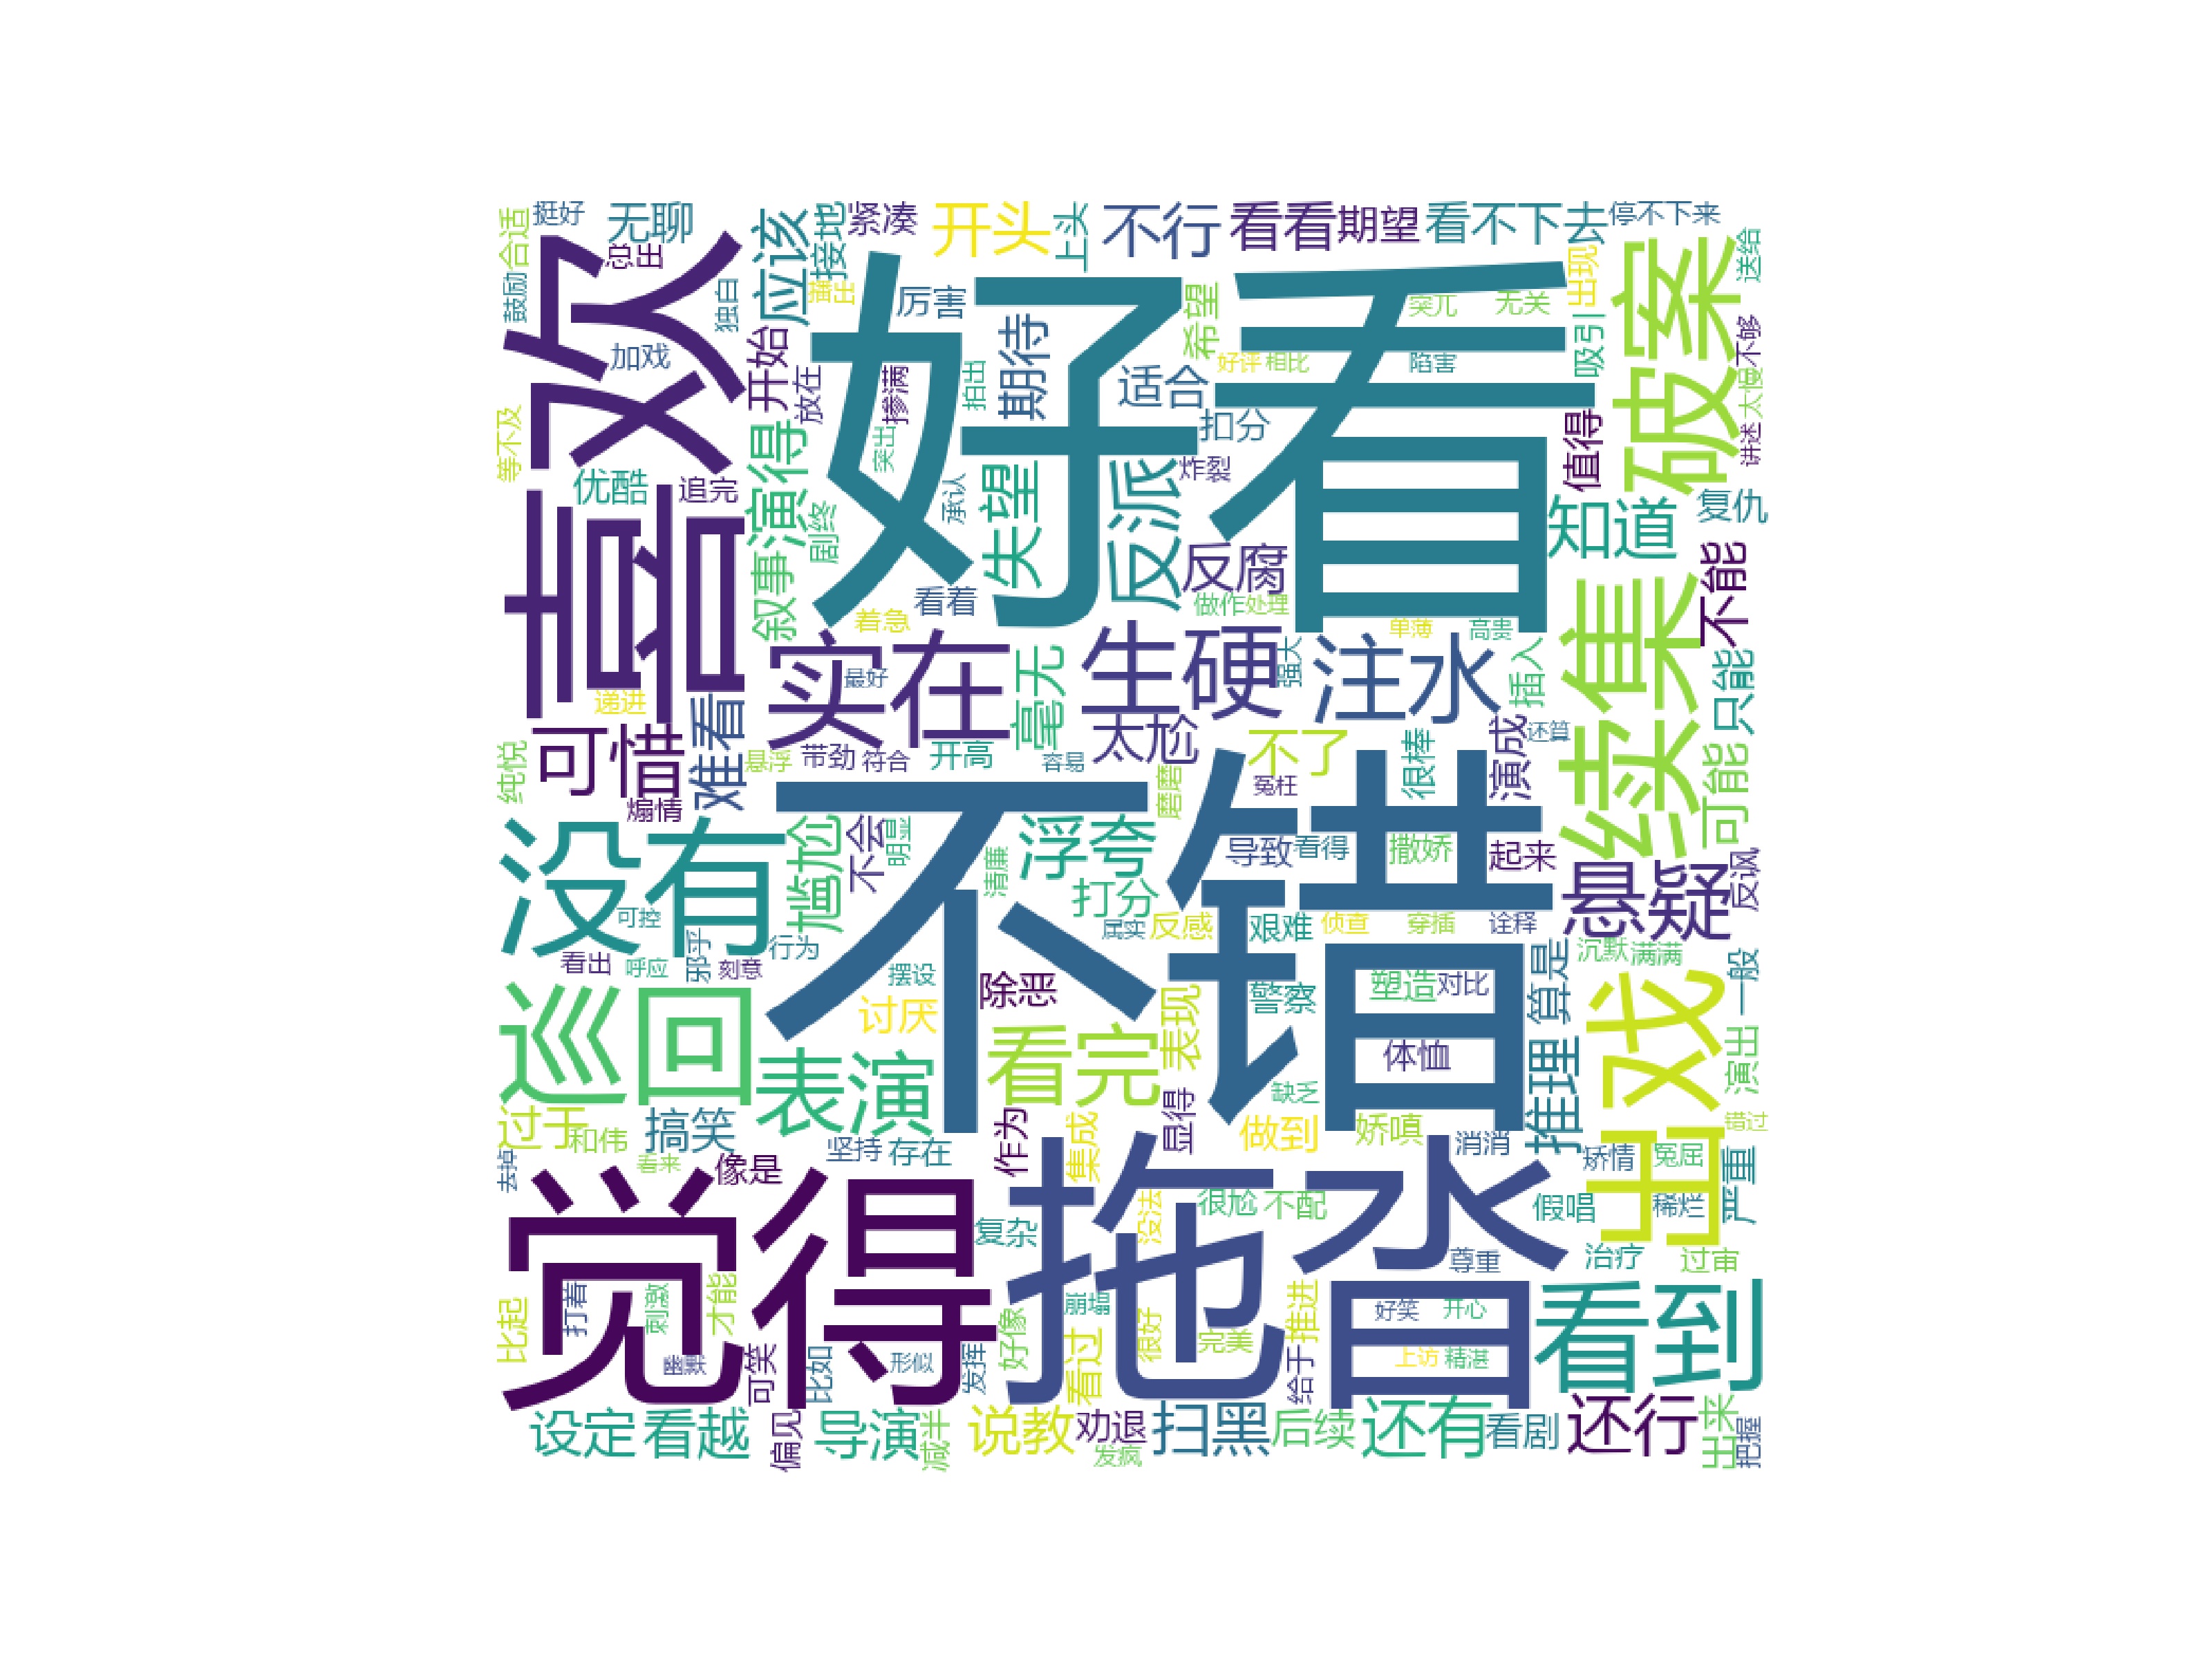 挺好
无聊
合适
总出
应该
接地
紧凑
开头
上头
不行
看看
期望
看不下去
停不下来
喜欢
好看
破案
鼓励
独白
播出
厉害
希望
突兀
无关
出现
送给
加戏
开始
放在
掺满
拍出
期待
适合
好评
相比
陷害
吸引
不够
太慢
等不及
演得
突出
扣分
炸裂
值得
讲述
优酷
追完
剧终
承认
失望
反派
知道
复仇
叙事
看着
反腐
续集
不能
着急
做作
处理
单薄
高贵
实在
最好
毫无
生硬
太尬
强大
注水
插入
只能
递进
可惜
难看
纯悦
煽情
悬浮
带劲
符合
开高
容易
磨磨
不了
冤枉
很棒
演成
还算
可能
没有
尴尬
不会
明显
清廉
浮夸
打分
不错
导致
看得
撒娇
起来
悬疑
反讽
可控
看出
呼应
邪乎
刻意
行为
摆设
属实
反感
艰难
侦查
穿插
诠释
沉默
满满
一般
巡回
讨厌
除恶
表现
警察
塑造
对比
算是
出戏
表演
看完
体恤
推理
演出
过于
和伟
搞笑
坚持
存在
作为
集成
显得
缺乏
做到
娇嗔
消消
矫情
冤屈
错过
去掉
看来
像是
觉得
拖沓
复杂
没法
很尬
不配
假唱
稀烂
严重
尊重
治疗
过审
比起
打着
刺激
才能
幽默
可笑
比如
形似
发挥
好像
崩塌
看过
很好
完美
推进
给于
好笑
开心
上访
精湛
看到
设定
看越
偏见
导演
减半
说教
劝退
发疯
扫黑
后续
还有
看剧
还行
出来
把握